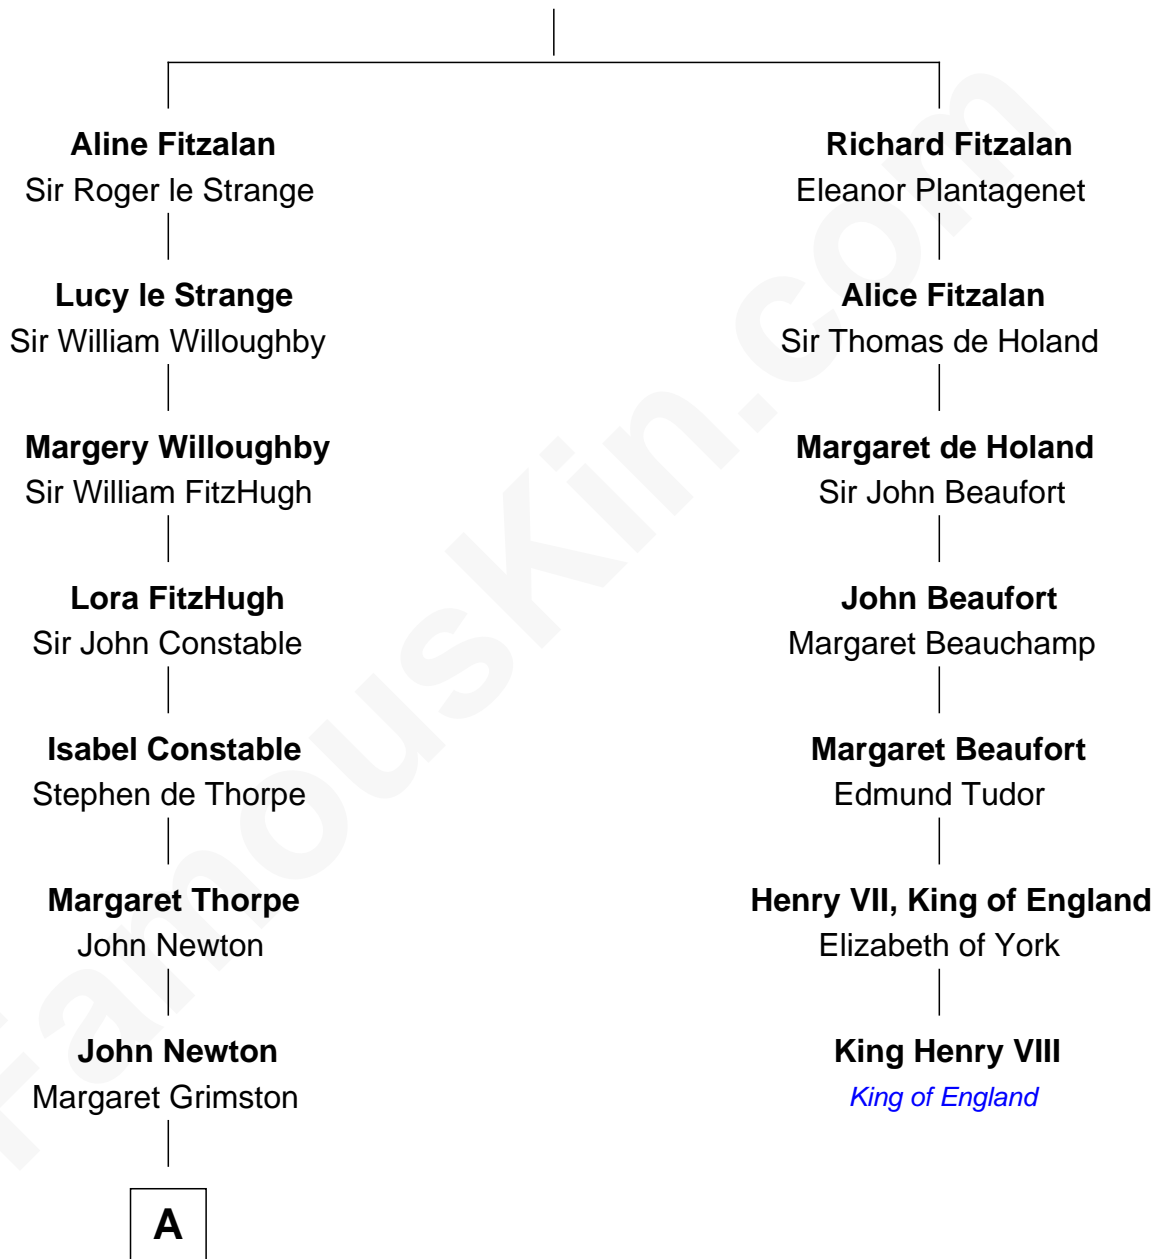 Aline Fitzalan
Sir Roger le Strange
Richard Fitzalan
Eleanor Plantagenet
Lucy le Strange
Sir William Willoughby
Alice Fitzalan
Sir Thomas de Holand
Margery Willoughby
Sir William FitzHugh
Margaret de Holand
Sir John Beaufort
Lora FitzHugh
Sir John Constable
John Beaufort
Margaret Beauchamp
Isabel Constable
Stephen de Thorpe
Margaret Beaufort
Edmund Tudor
Margaret Thorpe
John Newton
Henry VII, King of England
Elizabeth of York
John Newton
Margaret Grimston
King Henry VIII
King of England
A
FamousKin.com